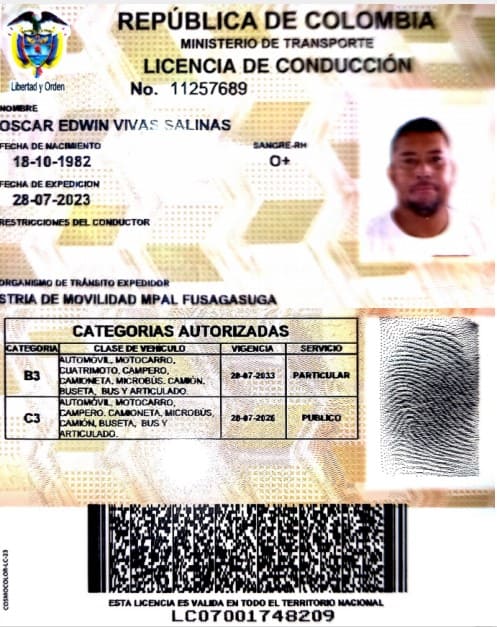 REPÚBLICA DE COLOMBIA
MINISTERIO DE TRANSPORTE
LICENCIA DE CONDUCCIÓN
Libertad y Orden
No. 11257689
NOMBRE
OSCAR EDWIN VIVAS SALINAS
FECHA DE NACIMIENTO
18-10-1982
SANGRE-RH
O+
FECHA DE EXPEDICION
28-07-2023
RESTRICCIONES DEL CONDUCTOR
ORGANISMO DE TRÁNSITO EXPEDIDOR
STRIA DE MOVILIDAD MPAL FUSAGASUGA
CATEGORIAS AUTORIZADAS
CATEGORIA CLASE DE VEHÍCULO VIGENCIA SERVICIO
AUTOMOVIL, MOTOCARRO,
CUATRIMOTO, CAMPERO,
B3 CAMIONETA, MICROBUS, CAMIÓN, 28-07-2033 PARTICULAR
BUSETA, BUS Y ARTICULADO.
AUTOMÓVIL, MOTOCARRO,
CAMPERO, CAMIONETA, MICROBÚS,
C3 CAMIÓN, BUSETA, BUS Y 28-07-2026 PUBLICO
ARTICULADO.
COSMOCOLOR-LC-23
ESTA LICENCIA ES VALIDA EN TODO EL TERRITORIO NACIONAL
LC07001748209